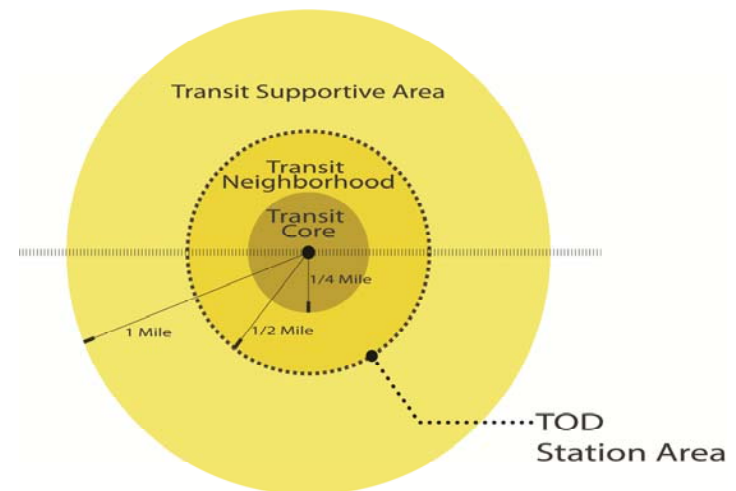 Transit Supportive Area
Transit
Neighborhood
Transit
Core
1/4 Mile
1/2 Mile
1 Mile
TOD
Station Area